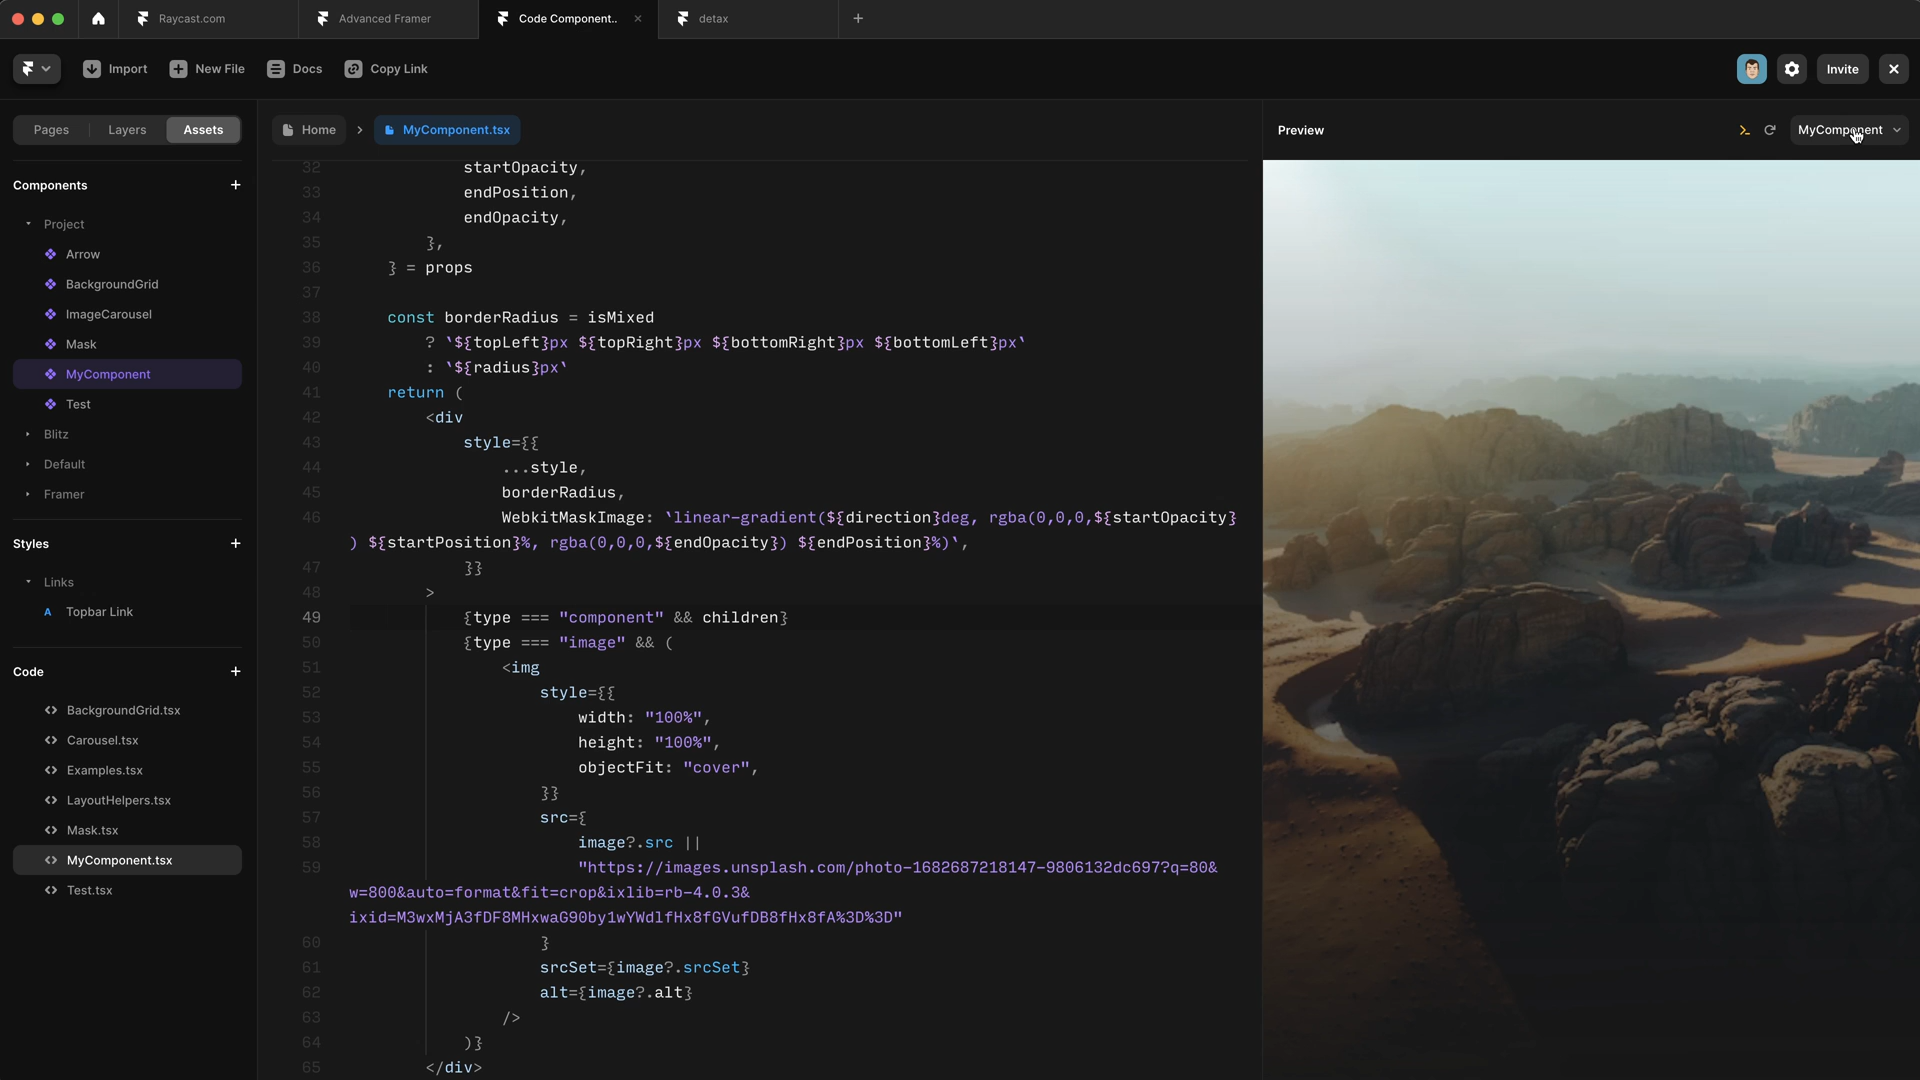 Raycast.com
Advanced Framer
Code Component..
detax
Import
New File
Docs
Copy Link
Invite
Pages
Layers
Assets
Home
MyComponent.tsx
Preview
MyComponent
Components
Project
Arrow
BackgroundGrid
ImageCarousel
Mask
MyComponent
Test
Blitz
Default
Framer
Styles
Links
A Topbar Link
Code
BackgroundGrid.tsx
Carousel.tsx
Examples.tsx
LayoutHelpers.tsx
Mask.tsx
MyComponent.tsx
Test.tsx
32 startOpacity,
33 endPosition,
34 endOpacity,
35 },
36 } = props
37
38 const borderRadius = isMixed
39 ? `${topLeft}px ${topRight}px ${bottomRight}px ${bottomLeft}px`
40 : `${radius}px`
41 return (
42 <div
43 style={{
44 ...style,
45 borderRadius,
46 WebkitMaskImage: `linear-gradient(${direction}deg, rgba(0,0,0,${startOpacity}
) ${startPosition}%, rgba(0,0,0,${endOpacity}) ${endPosition}%)`,
47 }}
48 >
49 {type === "component" && children}
50 {type === "image" && (
51 <img
52 style={{
53 width: "100%",
54 height: "100%",
55 objectFit: "cover",
56 }}
57 src={
58 image?.src ||
59 "https://images.unsplash.com/photo-1682687218147-9806132dc697?q=80&
w=800&auto=format&fit=crop&ixlib=rb-4.0.3&
ixid=M3wxMjA3fDF8MHxwaG90by1wYWdlfHx8fGVufDB8fHx8fA%3D%3D"
60 }
61 srcSet={image?.srcSet}
62 alt={image?.alt}
63 />
64 )}
65 </div>